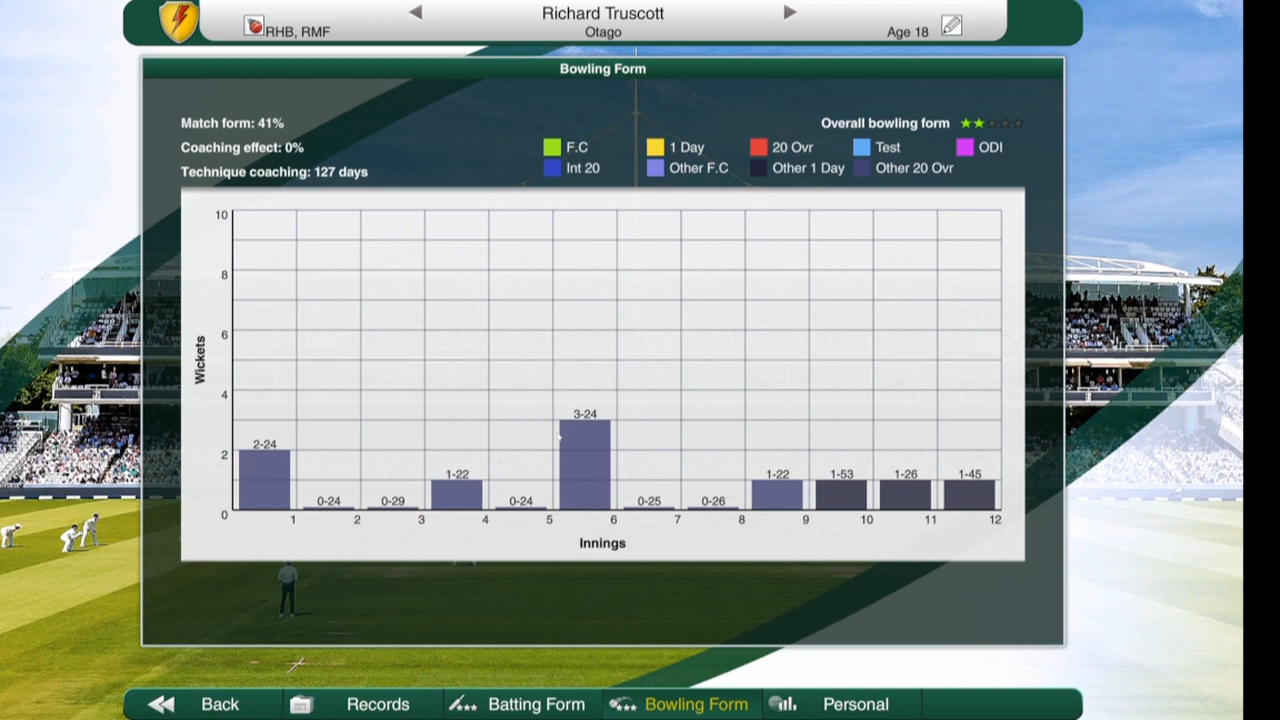 Richard Truscott
RHB, RMF
Otago
Age 18
Bowling Form
Match form: 41%
Overall bowling form
Coaching effect: 0%
F.C
1 Day
20 Ovr
Test
ODI
Int 20
Other F.C
Other 1 Day
Other 20 Ovr
Technique coaching: 127 days
10
8
6
4
2
0
Wickets
2-24
0-24
0-29
1-22
0-24
3-24
0-25
0-26
1-22
1-53
1-26
1-45
1
2
3
4
5
6
7
8
9
10
11
12
Innings
Back
Records
Batting Form
Bowling Form
Personal